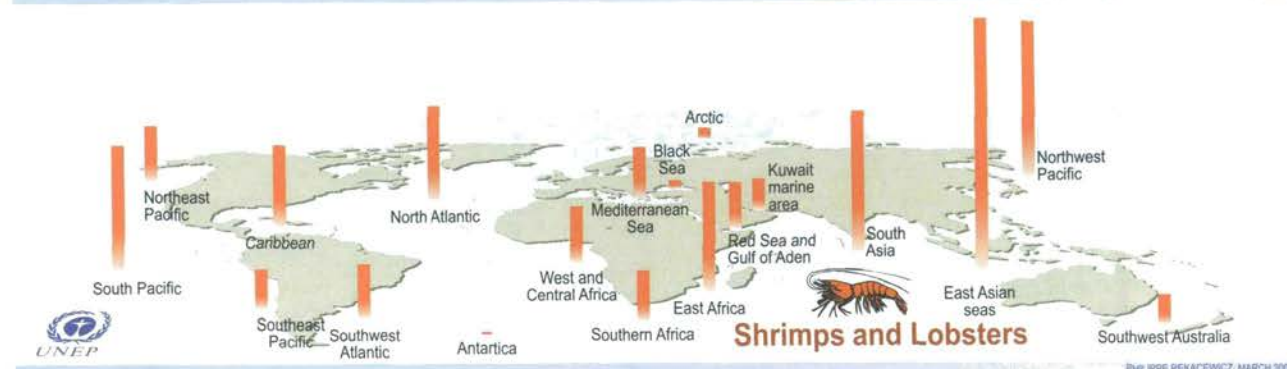 Arctic
Black
Sea
Kuwait
marine
area
Northwest
Pacific
Northeast
Pacific
North Atlantic
Mediterranean
Sea
Caribbean
Red Sea and
Gulf of Aden
South
Asia
South Pacific
West and
Central Africa
East Africa
East Asian
seas
Southeast
Pacific
Southwest
Atlantic
Antartica
Southern Africa
Shrimps and Lobsters
Southwest Australia
UNEP
REKACEWICZ, MARCH